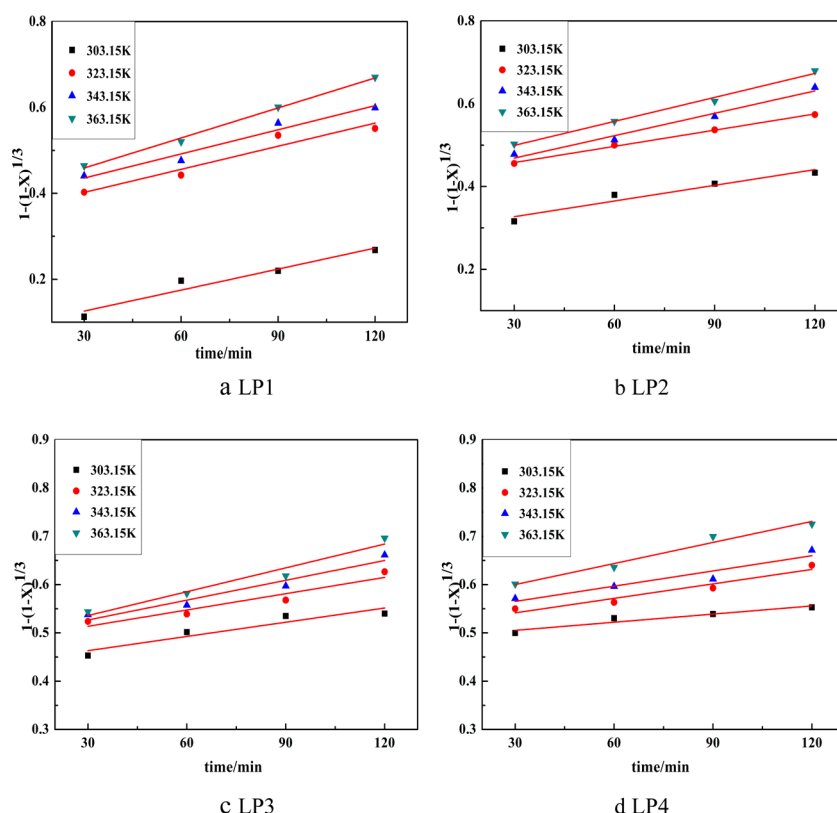 0.8
0.6
0.4
0.2
303.15K
323.15K
343.15K
363.15K
1-(1-X)^1/3
30 60 90 120
time/min
a LP1
0.8
0.6
0.4
0.2
303.15K
323.15K
343.15K
363.15K
1-(1-X)^1/3
30 60 90 120
time/min
b LP2
0.9
0.8
0.7
0.6
0.5
0.4
0.3
303.15K
323.15K
343.15K
363.15K
1-(1-X)^1/3
30 60 90 120
time/min
c LP3
0.9
0.8
0.7
0.6
0.5
0.4
0.3
303.15K
323.15K
343.15K
363.15K
1-(1-X)^1/3
30 60 90 120
time/min
d LP4